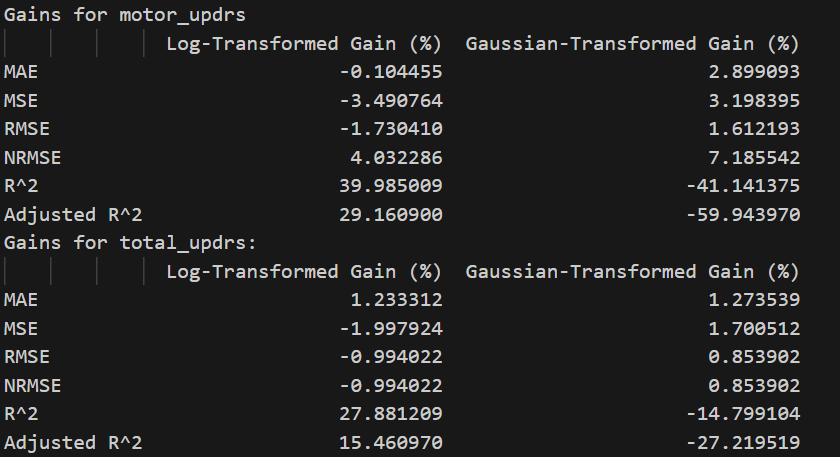 Gains for motor_updrs
Log-Transformed Gain (%) Gaussian-Transformed Gain (%)
MAE -0.104455 2.899093
MSE -3.490764 3.198395
RMSE -1.730410 1.612193
NRMSE 4.032286 7.185542
R^2 39.985009 -41.141375
Adjusted R^2 29.160900 -59.943970
Gains for total_updrs:
Log-Transformed Gain (%) Gaussian-Transformed Gain (%)
MAE 1.233312 1.273539
MSE -1.997924 1.700512
RMSE -0.994022 0.853902
NRMSE -0.994022 0.853902
R^2 27.881209 -14.799104
Adjusted R^2 15.460970 -27.219519